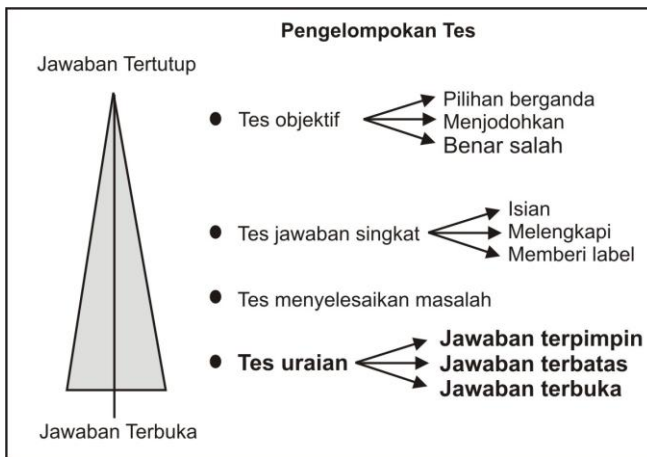 Pengelompokan Tes
Jawaban Tertutup
Tes objektif
Pilihan berganda
Menjodohkan
Benar salah
Tes jawaban singkat
Isian
Melengkapi
Memberi label
Tes menyelesaikan masalah
Tes uraian
Jawaban terpimpin
Jawaban terbatas
Jawaban terbuka
Jawaban Terbuka